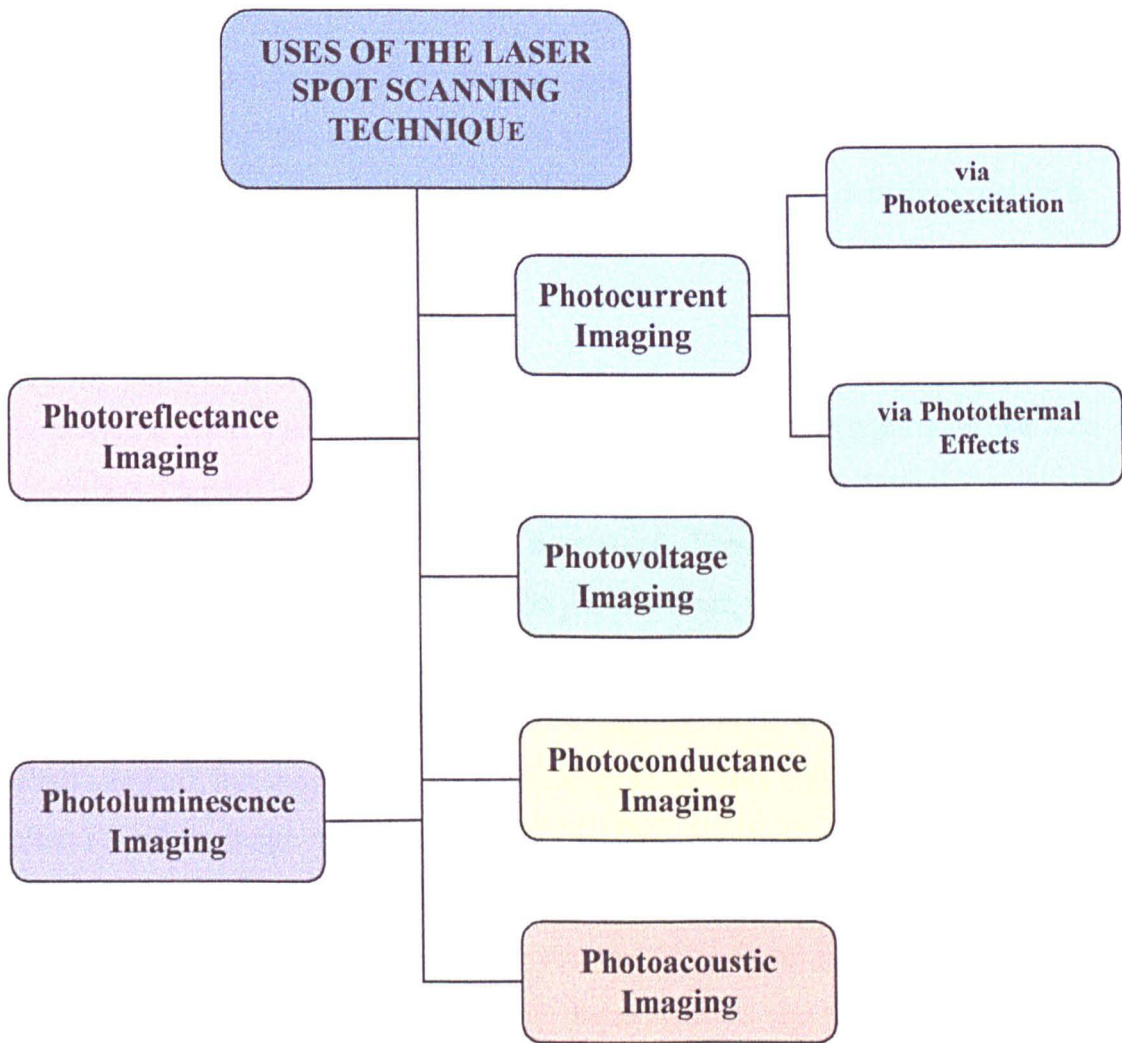 USES OF THE LASER
SPOT SCANNING
TECHNIQUE
via
Photoexcitation
Photocurrent
Imaging
via Photothermal
Effects
Photoreflectance
Imaging
Photovoltage
Imaging
Photoconductance
Imaging
Photoluminescnce
Imaging
Photoacoustic
Imaging